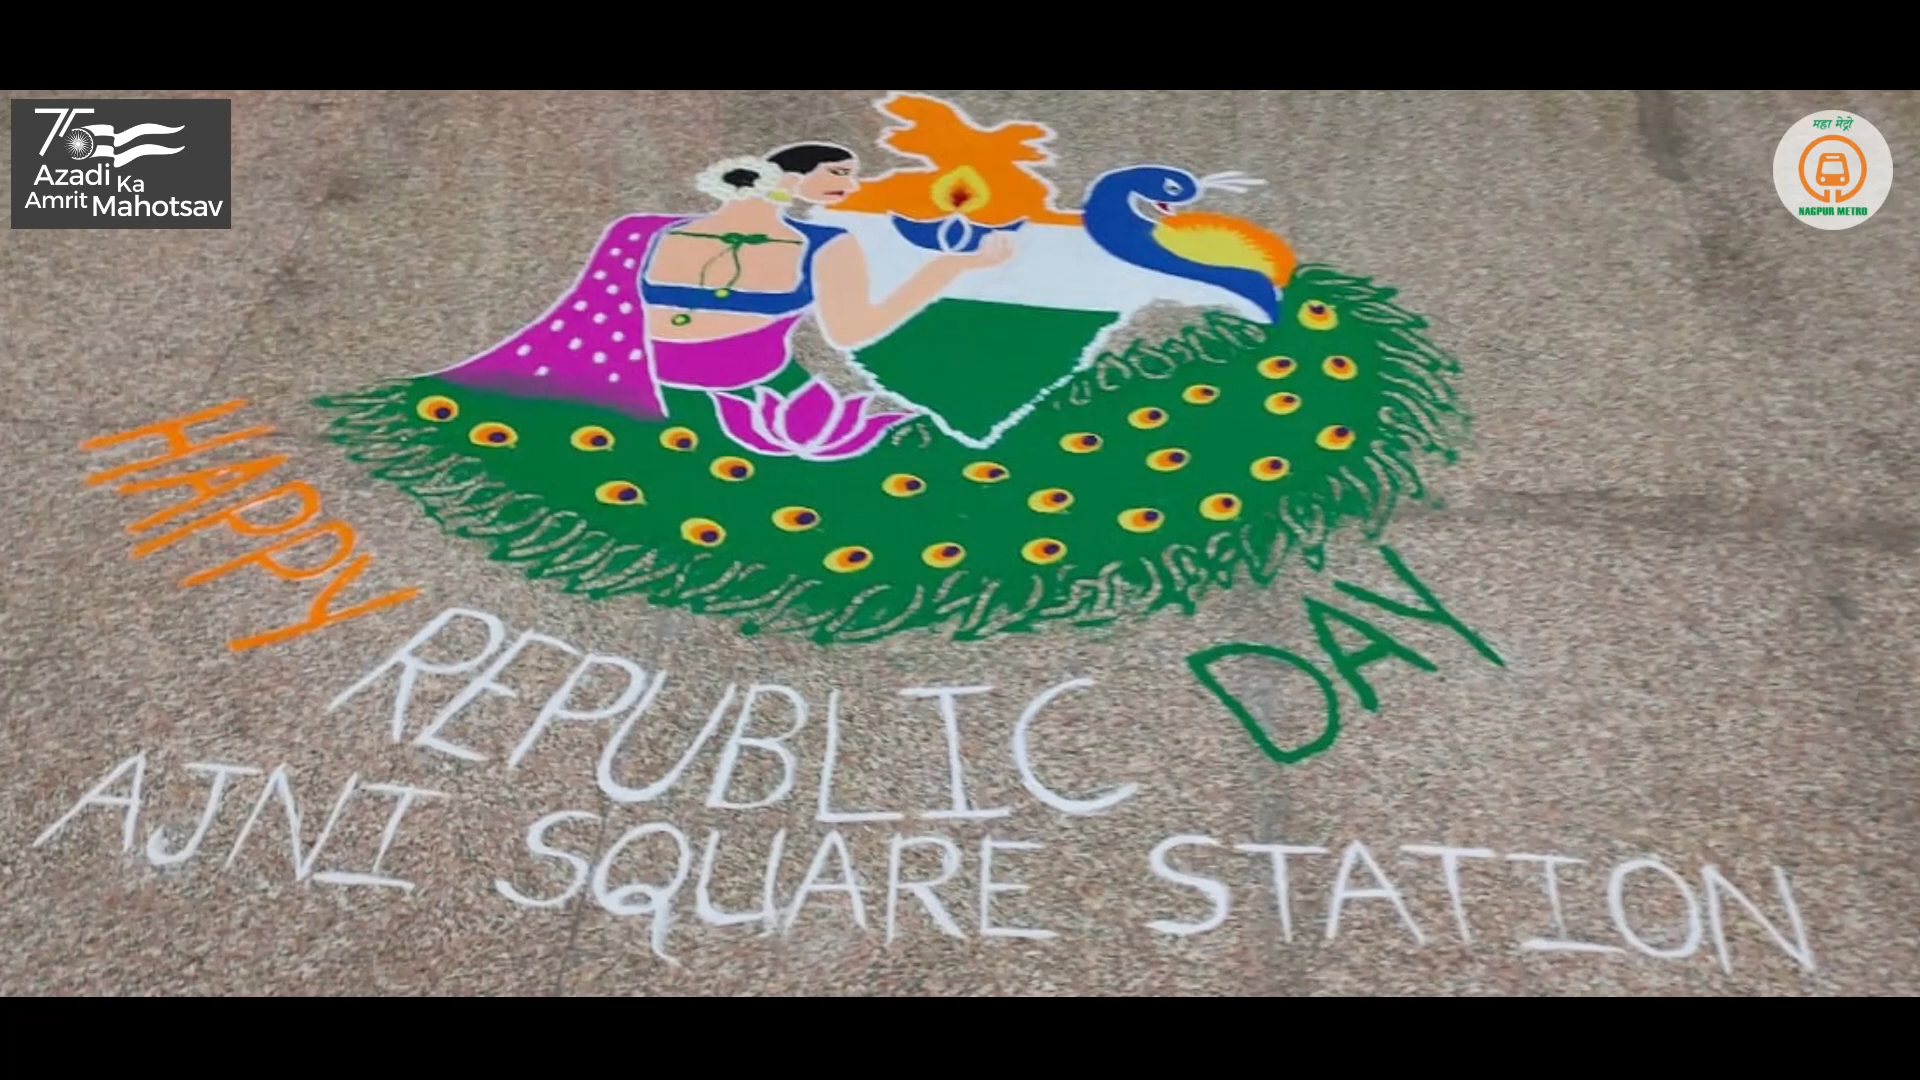 75
Azadi Ka
Amrit Mahotsav
महा मेट्रो
NAGPUR METRO
HAPPY REPUBLIC DAY
AJNI SQUARE STATION